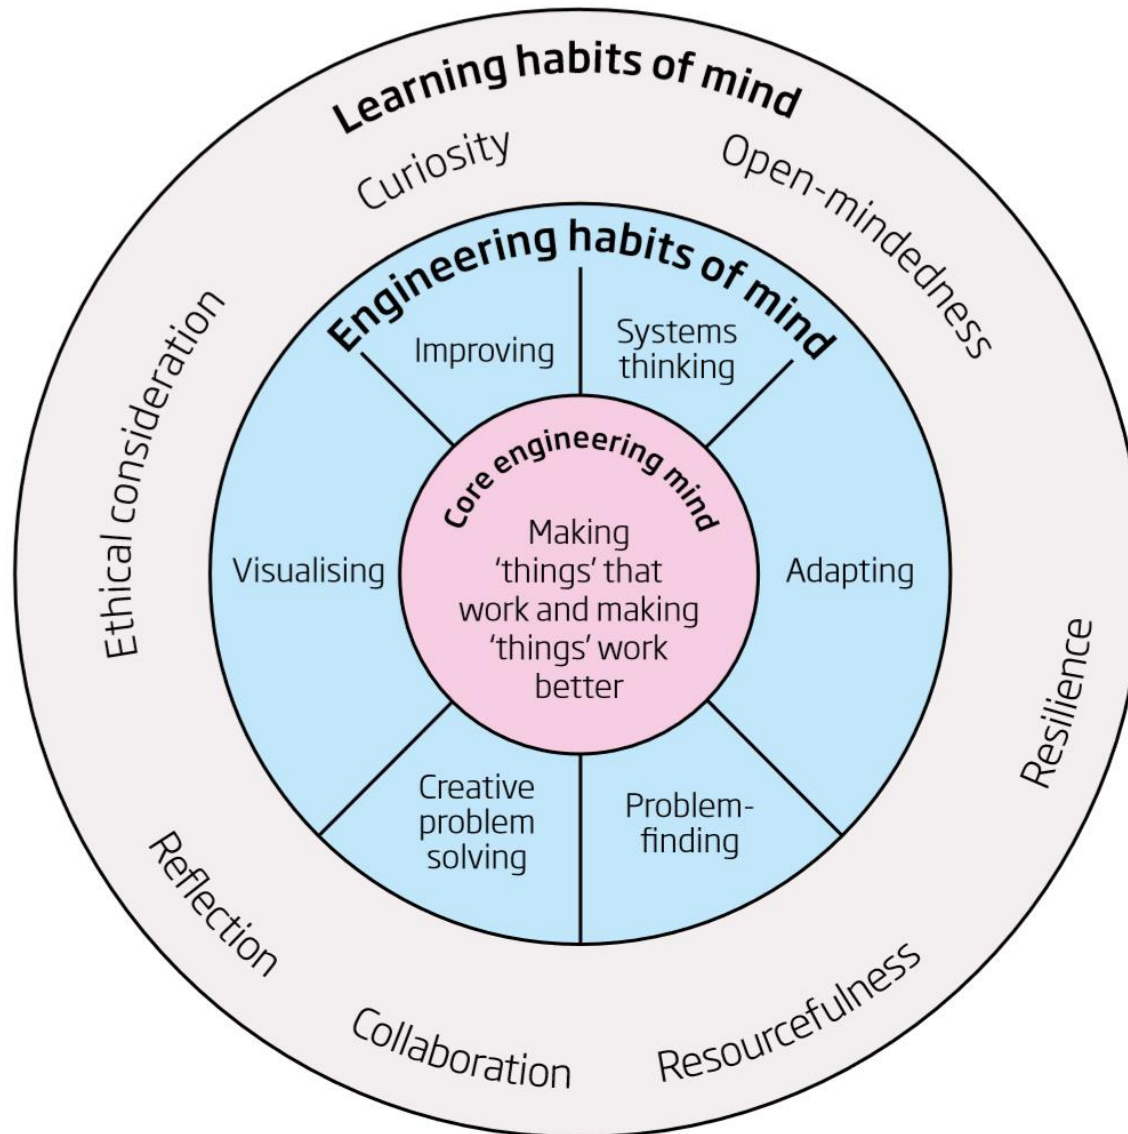 Learning habits of mind
Curiosity
Open-mindedness
Ethical consideration
Resilience
Reflection
Collaboration
Resourcefulness
Engineering habits of mind
Improving
Systems
thinking
Visualising
Adapting
Creative
problem
solving
Problem-
finding
Core engineering mind
Making
‘things’ that
work and making
‘things’ work
better